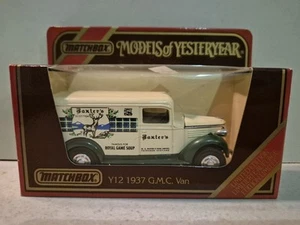 MATCHBOX
MODELS OF YESTERYEAR
Baxter's
Baxter's
ROYAL GAME SOUP
MATCHBOX
Y12 1937 G.M.C. Van